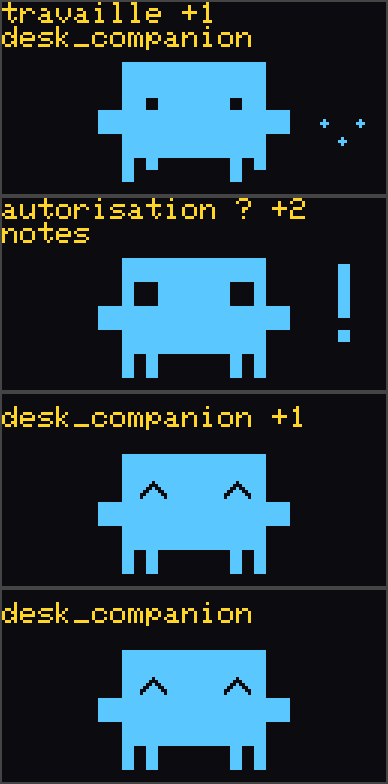 travaille +1
desk_companion
autorisation ? +2
notes
!
desk_companion +1
desk_companion